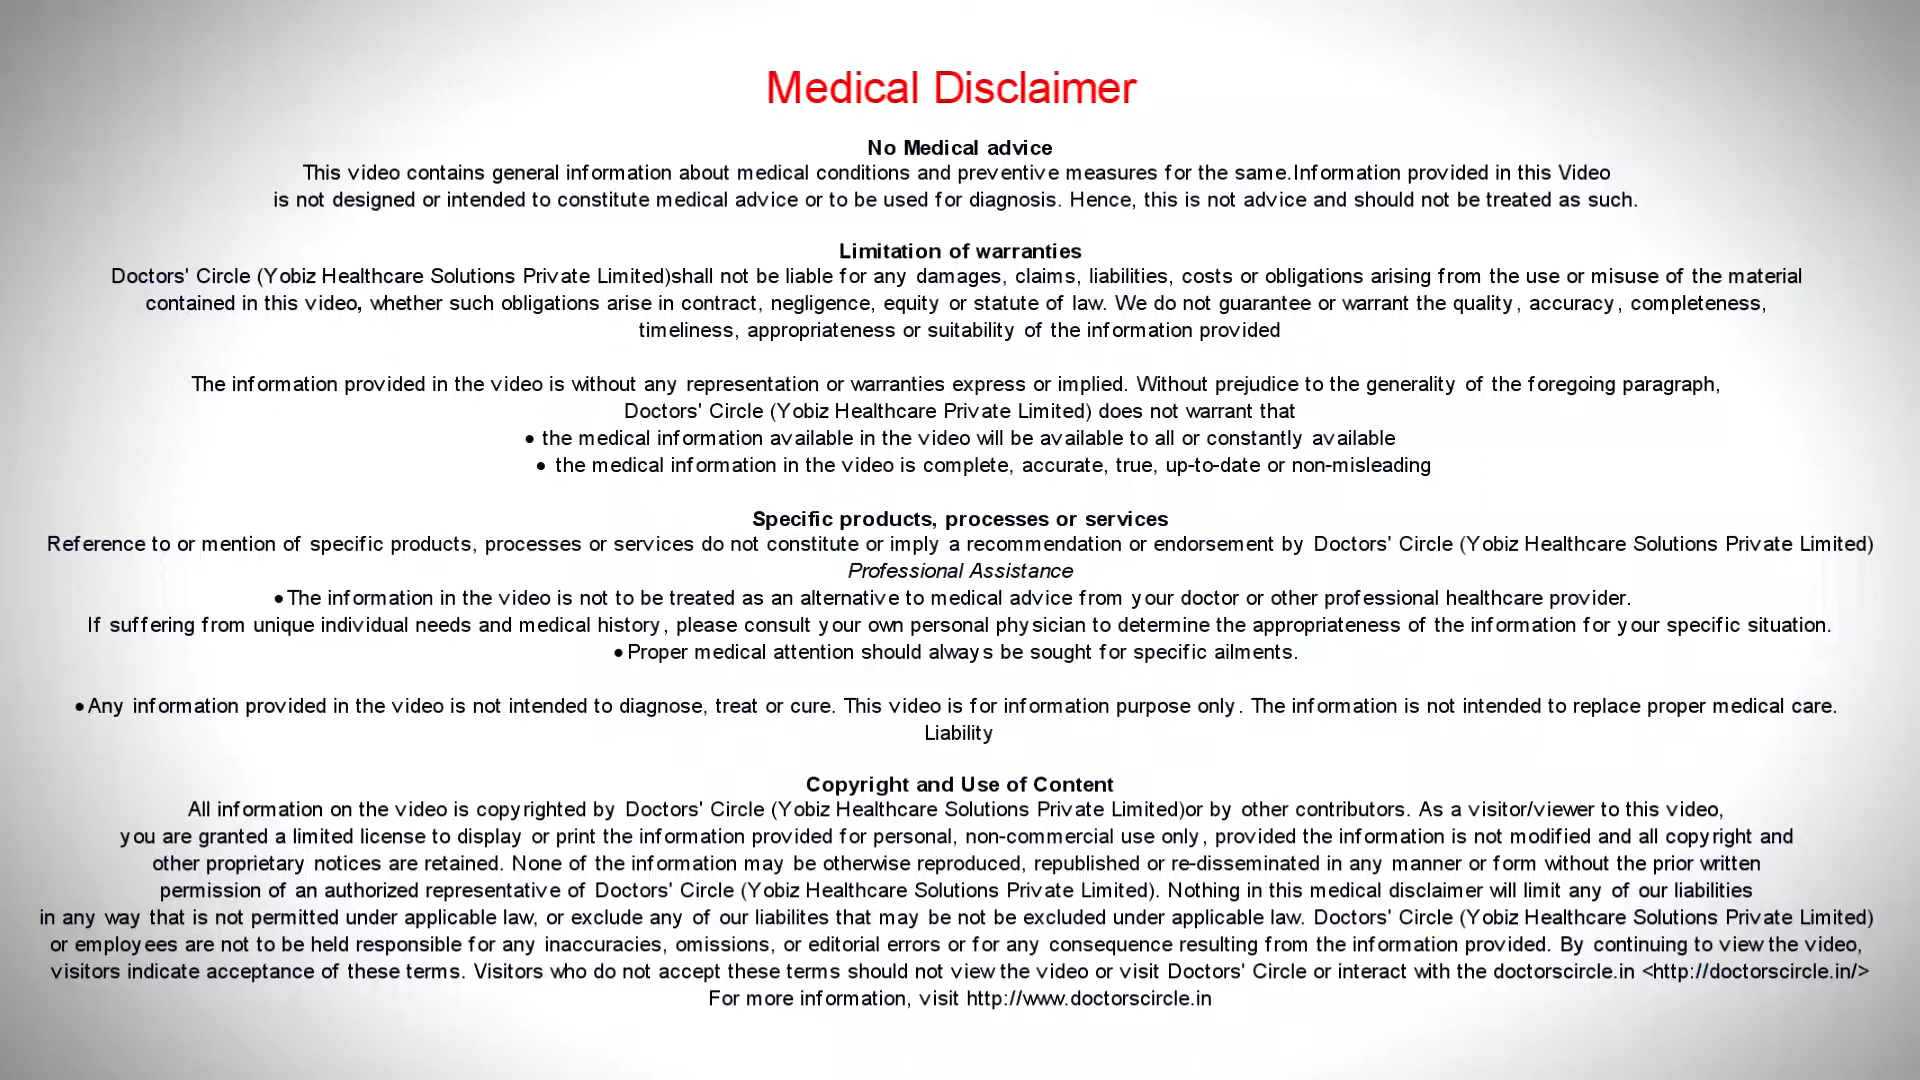 Medical Disclaimer
No Medical advice
This video contains general information about medical conditions and preventive measures for the same.Information provided in this Video
is not designed or intended to constitute medical advice or to be used for diagnosis. Hence, this is not advice and should not be treated as such.
Limitation of warranties
Doctors' Circle (Yobiz Healthcare Solutions Private Limited)shall not be liable for any damages, claims, liabilities, costs or obligations arising from the use or misuse of the material
contained in this video, whether such obligations arise in contract, negligence, equity or statute of law. We do not guarantee or warrant the quality, accuracy, completeness,
timeliness, appropriateness or suitability of the information provided
The information provided in the video is without any representation or warranties express or implied. Without prejudice to the generality of the foregoing paragraph,
Doctors' Circle (Yobiz Healthcare Private Limited) does not warrant that
• the medical information available in the video will be available to all or constantly available
• the medical information in the video is complete, accurate, true, up-to-date or non-misleading
Specific products, processes or services
Reference to or mention of specific products, processes or services do not constitute or imply a recommendation or endorsement by Doctors' Circle (Yobiz Healthcare Solutions Private Limited)
Professional Assistance
•The information in the video is not to be treated as an alternative to medical advice from your doctor or other professional healthcare provider.
If suffering from unique individual needs and medical history, please consult your own personal physician to determine the appropriateness of the information for your specific situation.
•Proper medical attention should always be sought for specific ailments.
•Any information provided in the video is not intended to diagnose, treat or cure. This video is for information purpose only. The information is not intended to replace proper medical care.
Liability
Copyright and Use of Content
All information on the video is copyrighted by Doctors' Circle (Yobiz Healthcare Solutions Private Limited)or by other contributors. As a visitor/viewer to this video,
you are granted a limited license to display or print the information provided for personal, non-commercial use only, provided the information is not modified and all copyright and
other proprietary notices are retained. None of the information may be otherwise reproduced, republished or re-disseminated in any manner or form without the prior written
permission of an authorized representative of Doctors' Circle (Yobiz Healthcare Solutions Private Limited). Nothing in this medical disclaimer will limit any of our liabilities
in any way that is not permitted under applicable law, or exclude any of our liabilites that may be not be excluded under applicable law. Doctors' Circle (Yobiz Healthcare Solutions Private Limited)
or employees are not to be held responsible for any inaccuracies, omissions, or editorial errors or for any consequence resulting from the information provided. By continuing to view the video,
visitors indicate acceptance of these terms. Visitors who do not accept these terms should not view the video or visit Doctors' Circle or interact with the doctorscircle.in <http://doctorscircle.in/>
For more information, visit http://www.doctorscircle.in